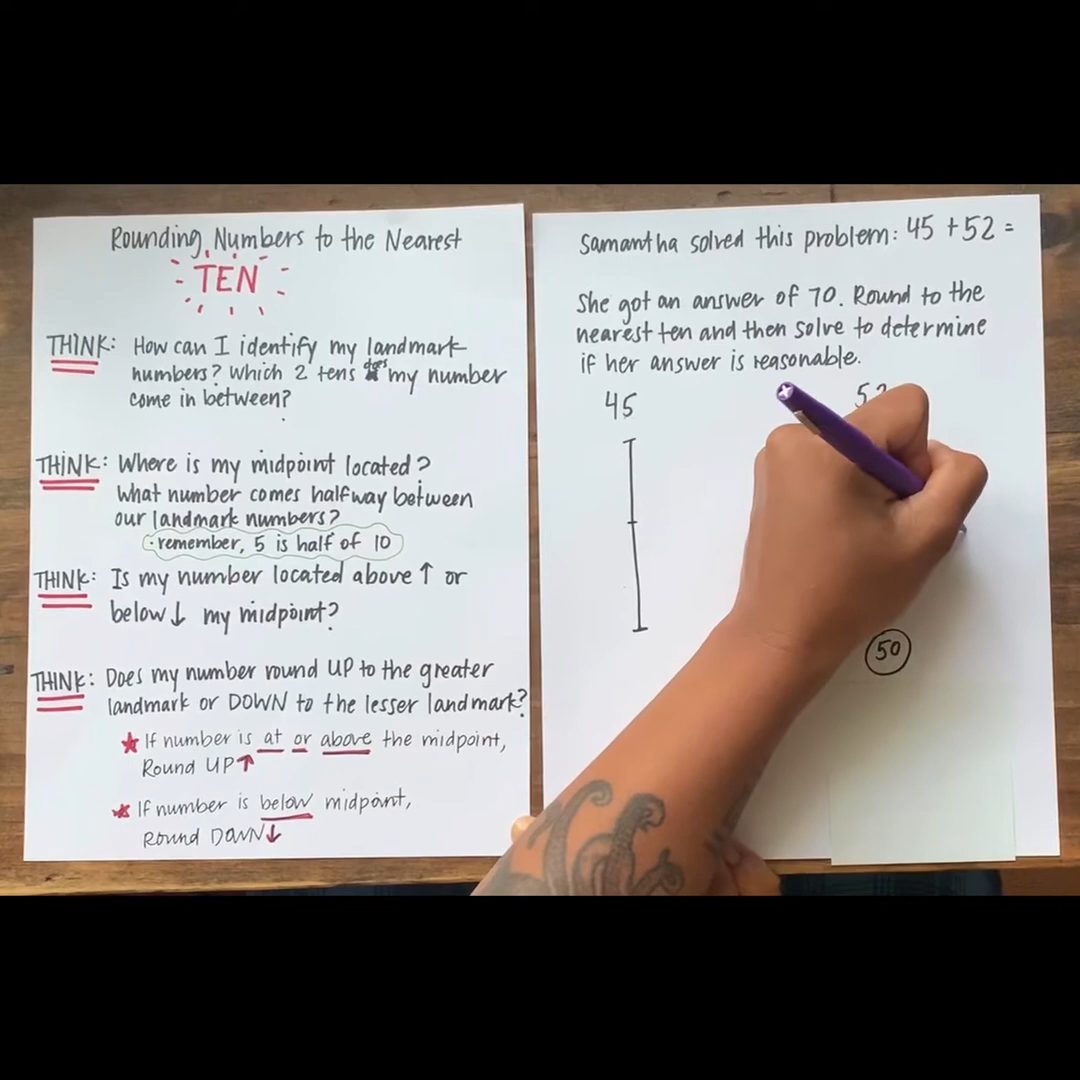 Rounding Numbers to the Nearest
TEN
THINK: How can I identify my landmark
numbers? Which 2 tens does my number
come in between?
THINK: Where is my midpoint located?
What number comes halfway between
our landmark numbers?
· remember, 5 is half of 10
THINK: Is my number located above ↑ or
below ↓ my midpoint?
THINK: Does my number round UP to the greater
landmark or DOWN to the lesser landmark?
★ If number is at or above the midpoint,
Round UP↑
★ If number is below midpoint,
Round DOWN↓
Samantha solved this problem: 45 + 52 =
She got an answer of 70. Round to the
nearest ten and then solve to determine
if her answer is reasonable.
45
50